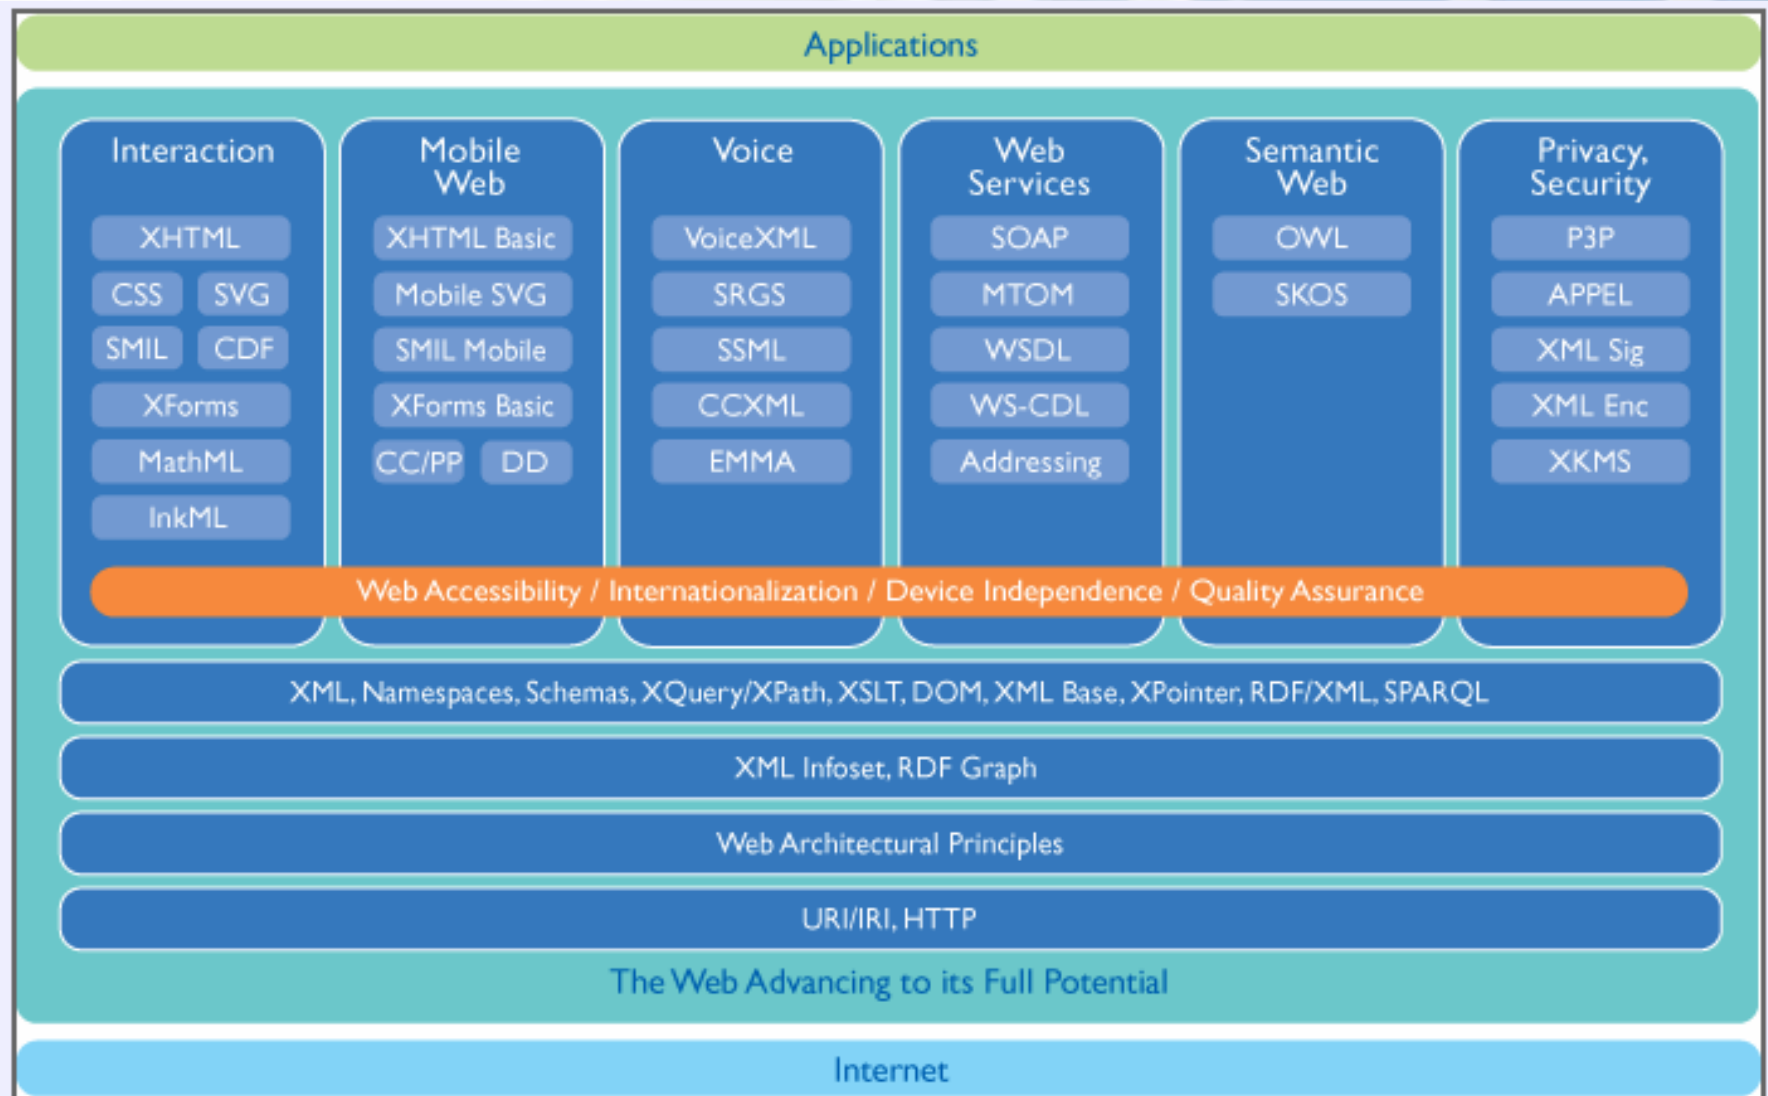 Applications
Interaction
XHTML
CSS
SVG
SMIL
CDF
XForms
MathML
InkML
Mobile
Web
XHTML Basic
Mobile SVG
SMIL Mobile
XForms Basic
CC/PP
DD
Voice
VoiceXML
SRGS
SSML
CCXML
EMMA
Web
Services
SOAP
MTOM
WSDL
WS-CDL
Addressing
Semantic
Web
OWL
SKOS
Privacy,
Security
P3P
APPEL
XML Sig
XML Enc
XKMS
Web Accessibility / Internationalization / Device Independence / Quality Assurance
XML, Namespaces, Schemas, XQuery/XPath, XSLT, DOM, XML Base, XPointer, RDF/XML, SPARQL
XML Infoset, RDF Graph
Web Architectural Principles
URI/IRI, HTTP
The Web Advancing to its Full Potential
Internet